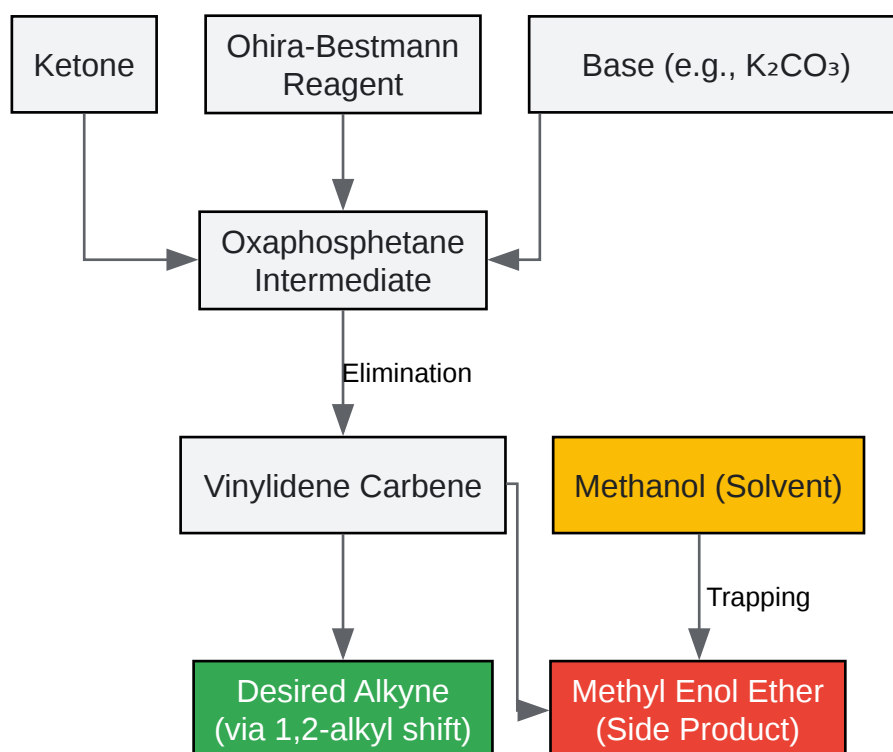 Ketone
Ohira-Bestmann
Reagent
Base (e.g., K₂CO₃)
Oxaphosphetane
Intermediate
Elimination
Vinylidene Carbene
Methanol (Solvent)
Trapping
Desired Alkyne
(via 1,2-alkyl shift)
Methyl Enol Ether
(Side Product)